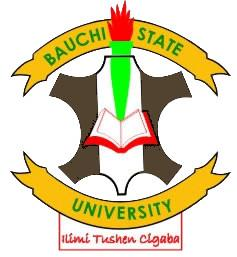 BAUCHI STATE
UNIVERSITY
Ilimi Tushen Cigaba